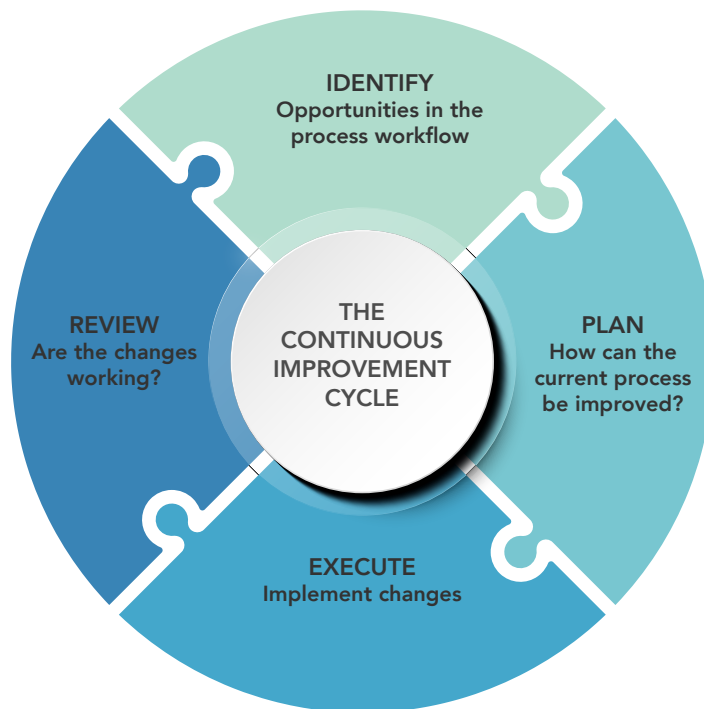 IDENTIFY
Opportunities in the
process workflow
PLAN
How can the
current process
be improved?
EXECUTE
Implement changes
REVIEW
Are the changes
working?
THE
CONTINUOUS
IMPROVEMENT
CYCLE